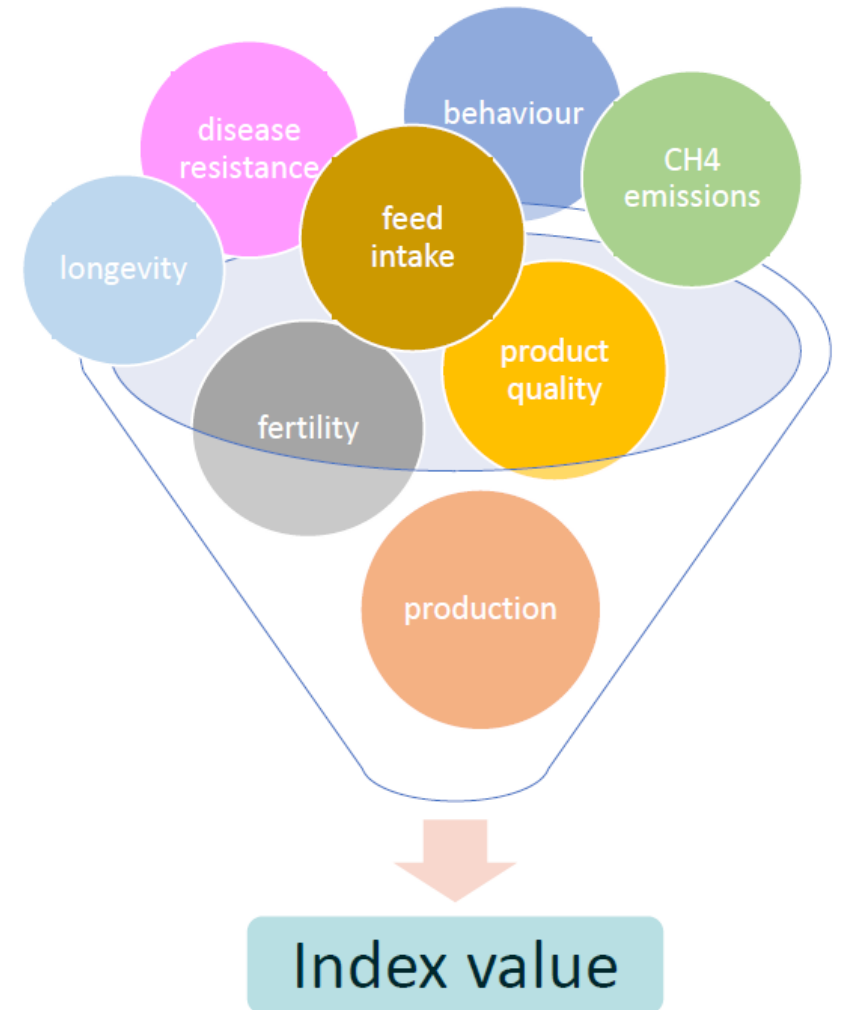 behaviour
disease
resistance
CH4
emissions
feed
intake
longevity
product
quality
fertility
production
Index value